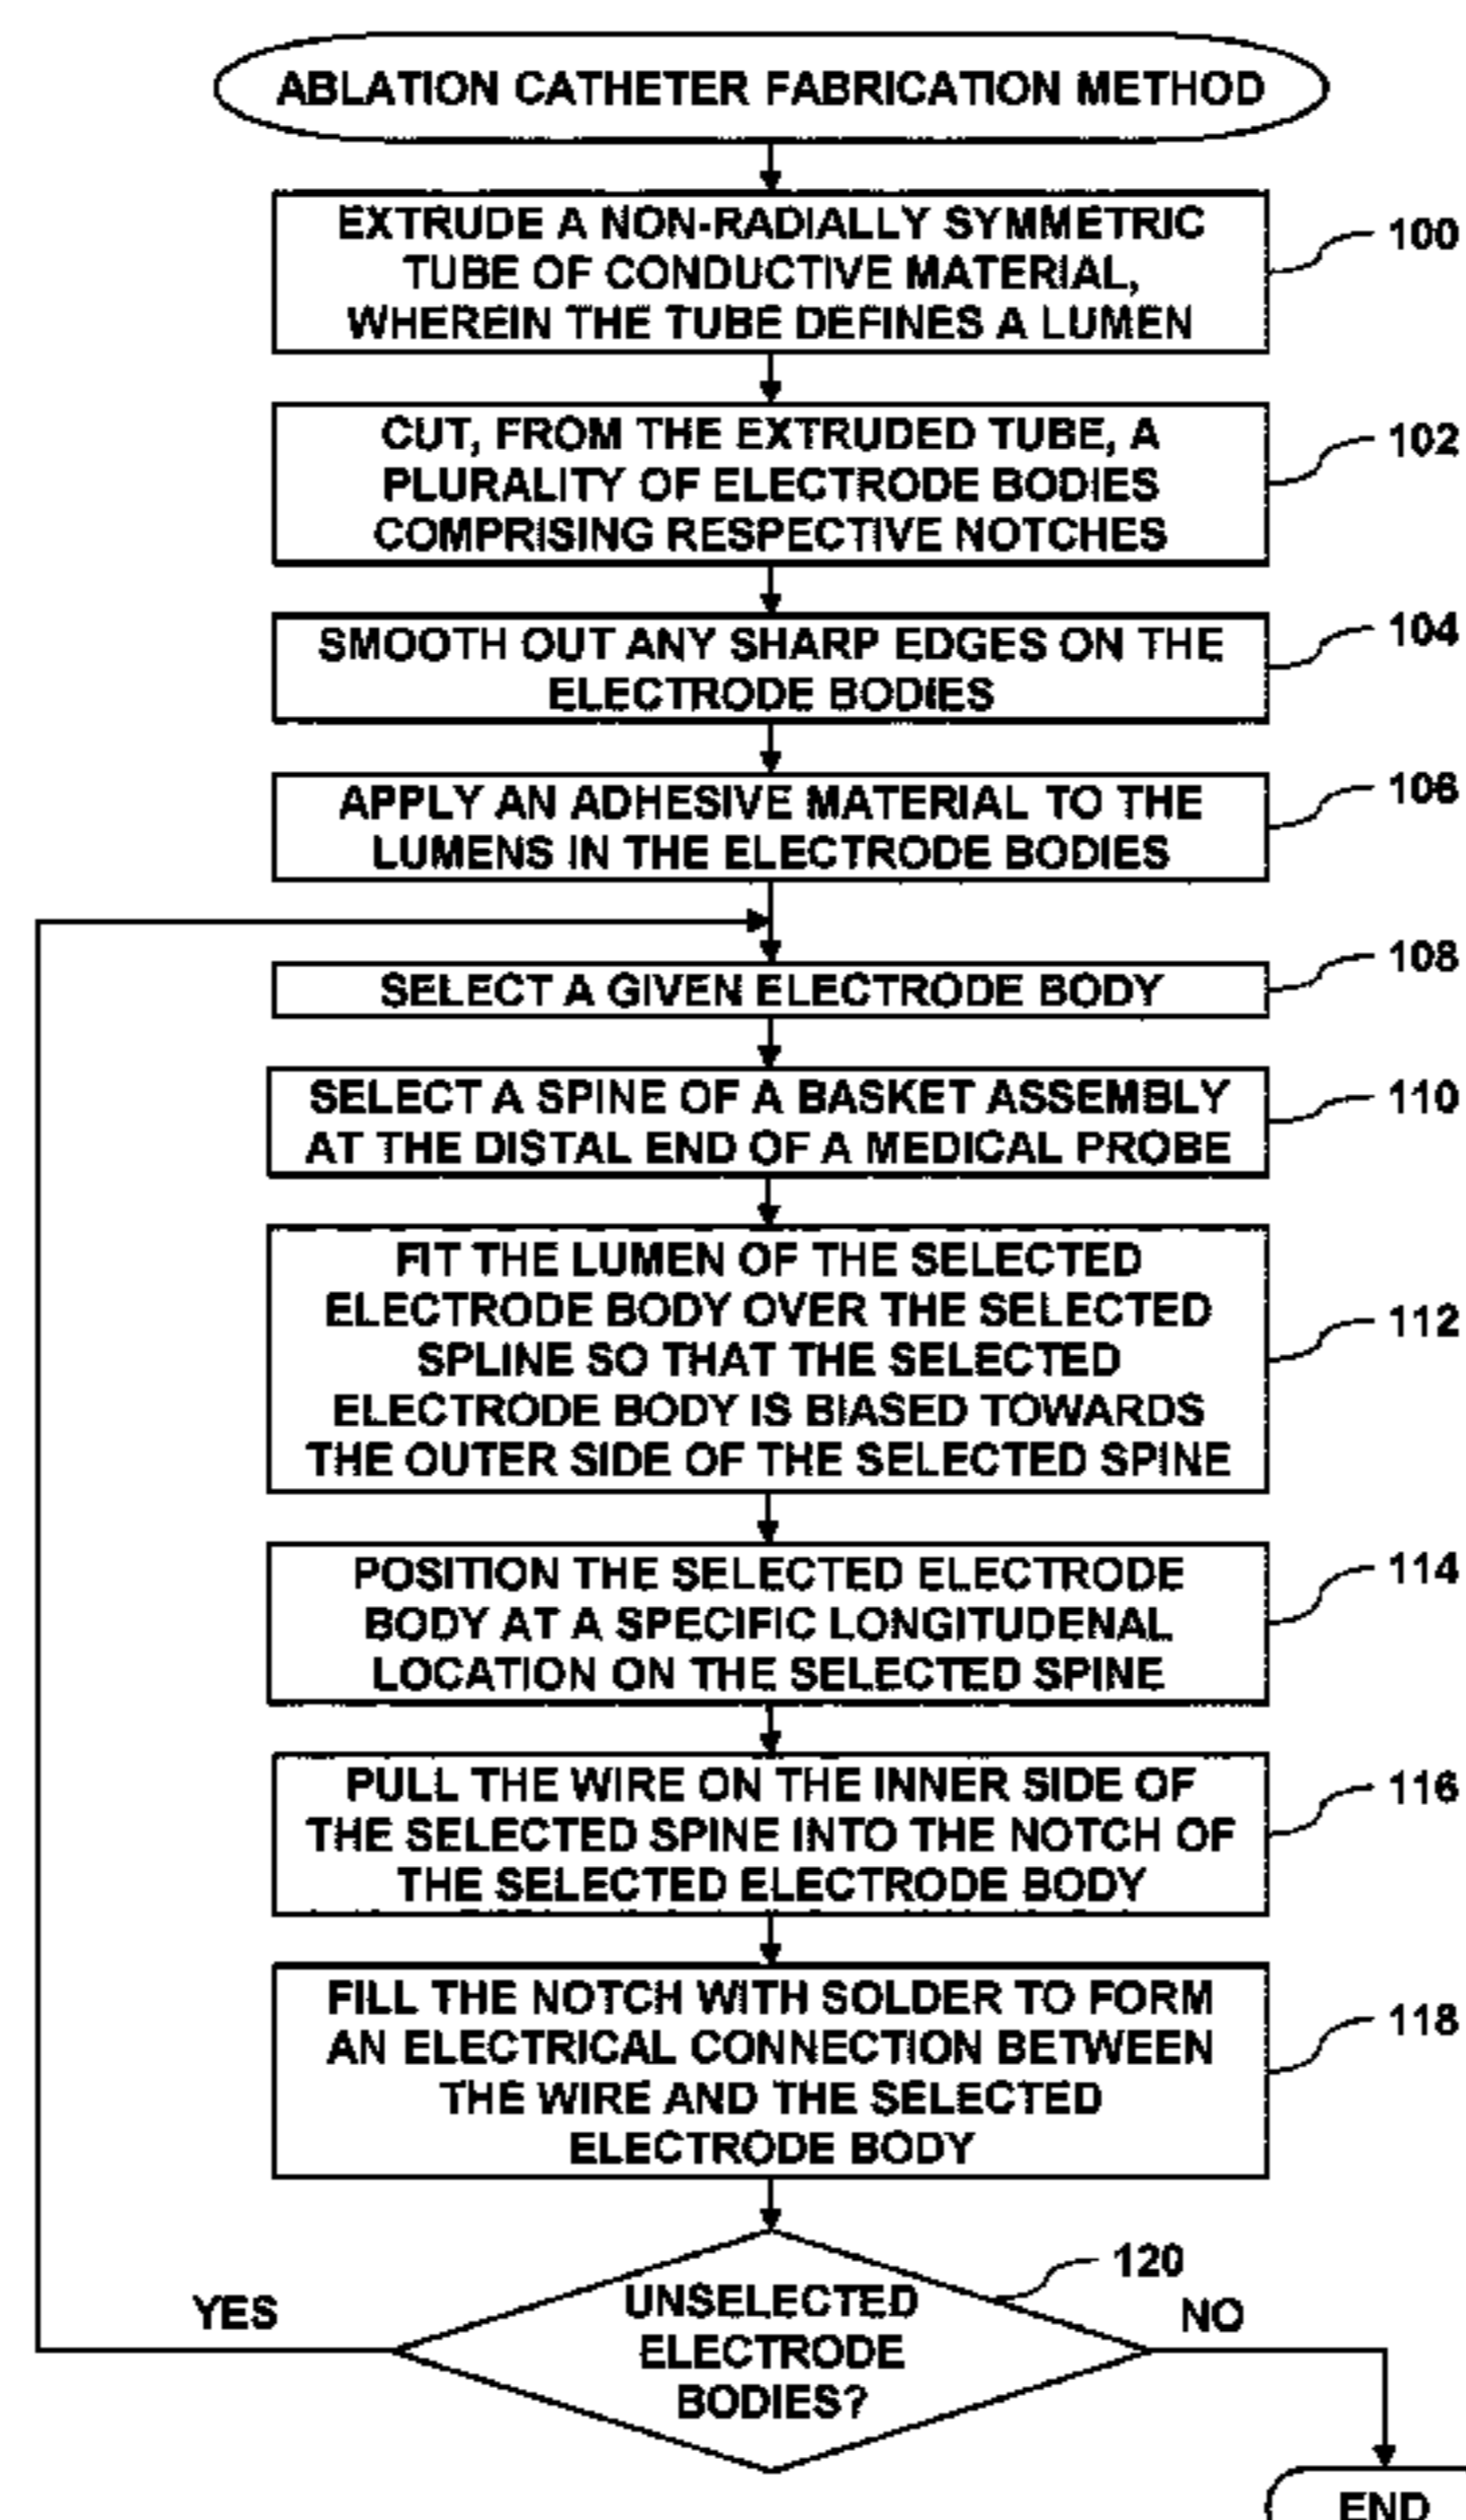 ABLATION CATHETER FABRICATION METHOD
EXTRUDE A NON-RADIALLY SYMMETRIC
TUBE OF CONDUCTIVE MATERIAL,
WHEREIN THE TUBE DEFINES A LUMEN
100
CUT, FROM THE EXTRUDED TUBE, A
PLURALITY OF ELECTRODE BODIES
COMPRISING RESPECTIVE NOTCHES
102
SMOOTH OUT ANY SHARP EDGES ON THE
ELECTRODE BODIES
104
APPLY AN ADHESIVE MATERIAL TO THE
LUMENS IN THE ELECTRODE BODIES
106
SELECT A GIVEN ELECTRODE BODY
108
SELECT A SPINE OF A BASKET ASSEMBLY
AT THE DISTAL END OF A MEDICAL PROBE
110
FIT THE LUMEN OF THE SELECTED
ELECTRODE BODY OVER THE SELECTED
SPLINE SO THAT THE SELECTED
ELECTRODE BODY IS BIASED TOWARDS
THE OUTER SIDE OF THE SELECTED SPINE
112
POSITION THE SELECTED ELECTRODE
BODY AT A SPECIFIC LONGITUDENAL
LOCATION ON THE SELECTED SPINE
114
PULL THE WIRE ON THE INNER SIDE OF
THE SELECTED SPINE INTO THE NOTCH OF
THE SELECTED ELECTRODE BODY
116
FILL THE NOTCH WITH SOLDER TO FORM
AN ELECTRICAL CONNECTION BETWEEN
THE WIRE AND THE SELECTED
ELECTRODE BODY
118
UNSELECTED
ELECTRODE
BODIES?
120
YES
NO
END